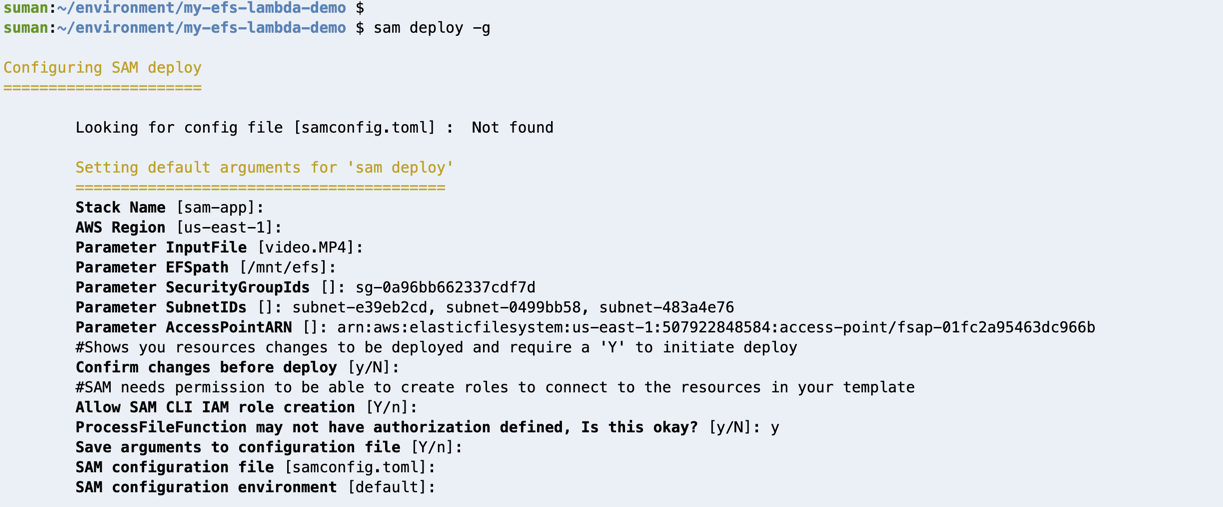 suman:~/environment/my-efs-lambda-demo $
suman:~/environment/my-efs-lambda-demo $ sam deploy -g
Configuring SAM deploy
======================
Looking for config file [samconfig.toml] :  Not found
Setting default arguments for 'sam deploy'
=========================================
Stack Name [sam-app]:
AWS Region [us-east-1]:
Parameter InputFile [video.MP4]:
Parameter EFSpath [/mnt/efs]:
Parameter SecurityGroupIds []: sg-0a96bb662337cdf7d
Parameter SubnetIDs []: subnet-e39eb2cd, subnet-0499bb58, subnet-483a4e76
Parameter AccessPointARN []: arn:aws:elasticfilesystem:us-east-1:507922848584:access-point/fsap-01fc2a95463dc966b
#Shows you resources changes to be deployed and require a 'Y' to initiate deploy
Confirm changes before deploy [y/N]:
#SAM needs permission to be able to create roles to connect to the resources in your template
Allow SAM CLI IAM role creation [Y/n]:
ProcessFileFunction may not have authorization defined, Is this okay? [y/N]: y
Save arguments to configuration file [Y/n]:
SAM configuration file [samconfig.toml]:
SAM configuration environment [default]: